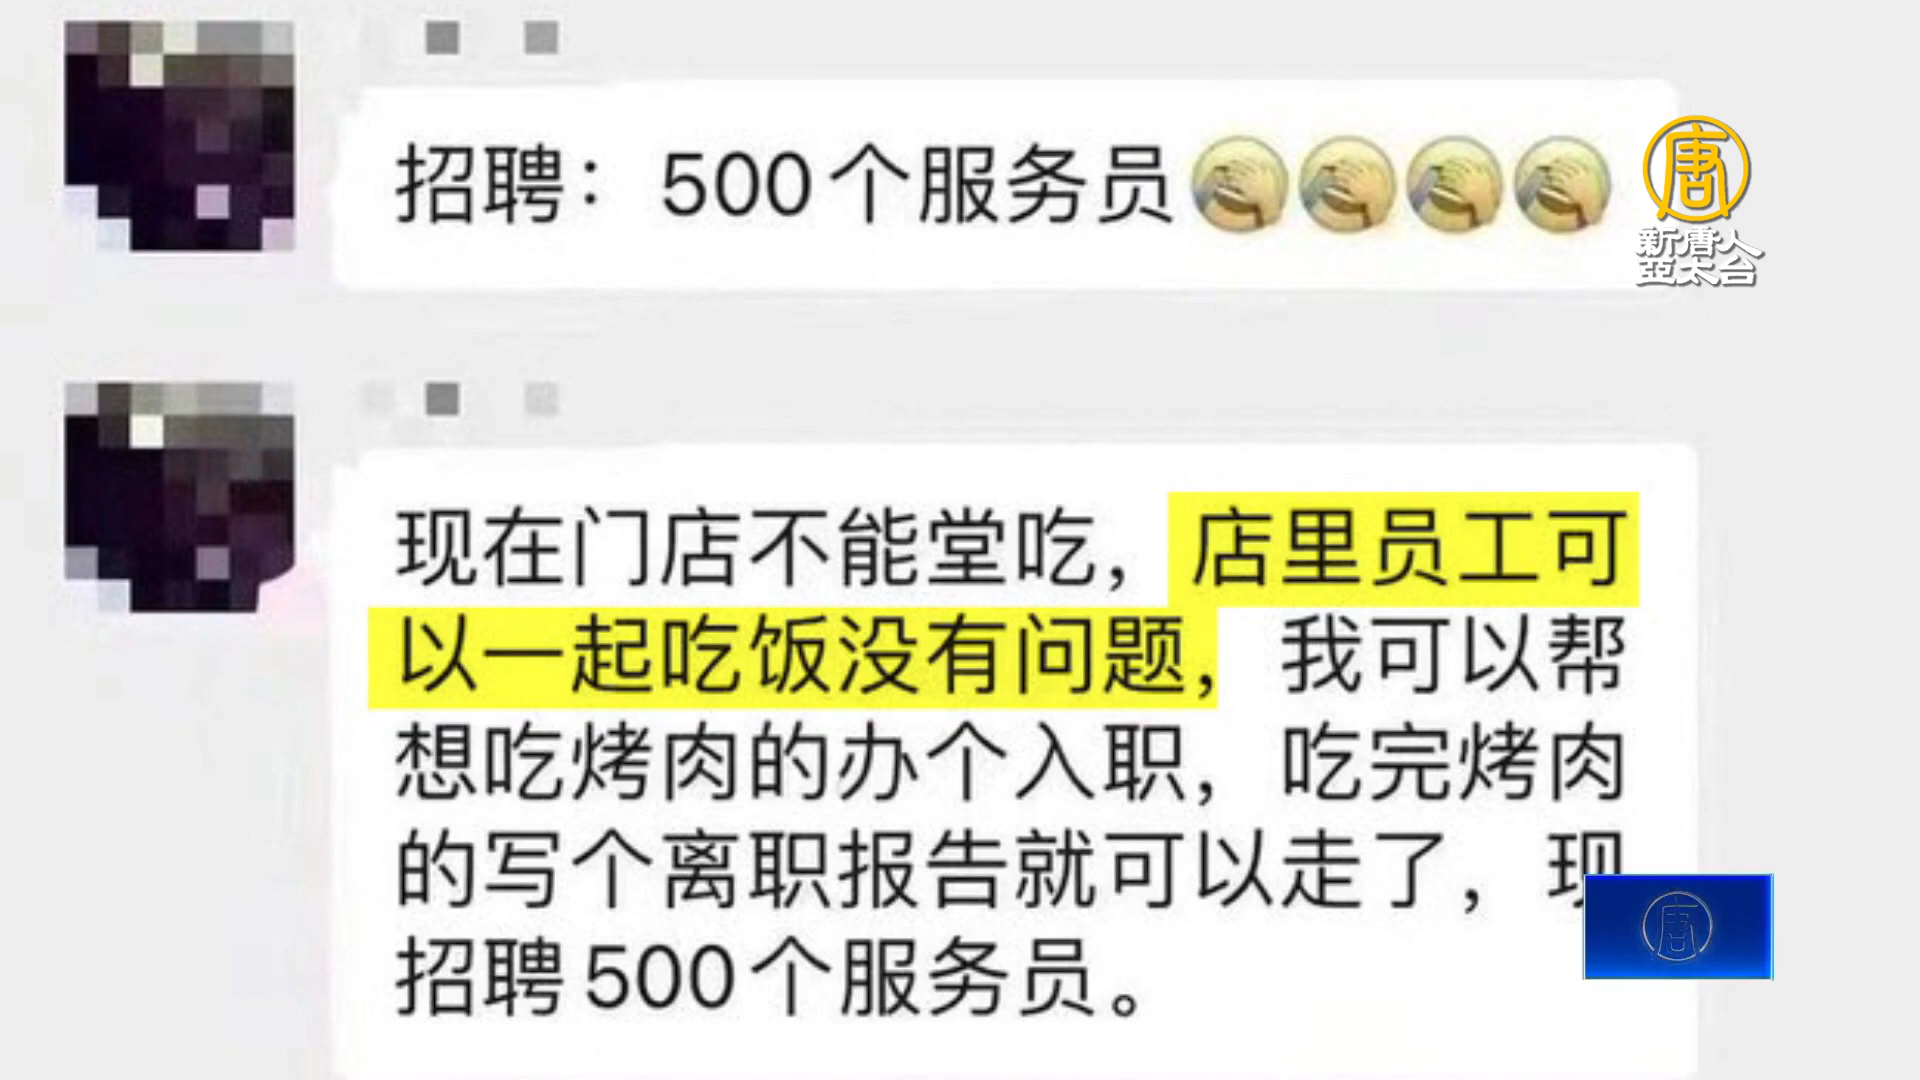 招聘：500个服务员
唐
新唐人
亞太台
现在门店不能堂吃，店里员工可
以一起吃饭没有问题，我可以帮
想吃烤肉的办个入职，吃完烤肉
的写个离职报告就可以走了，现
招聘500个服务员。
唐